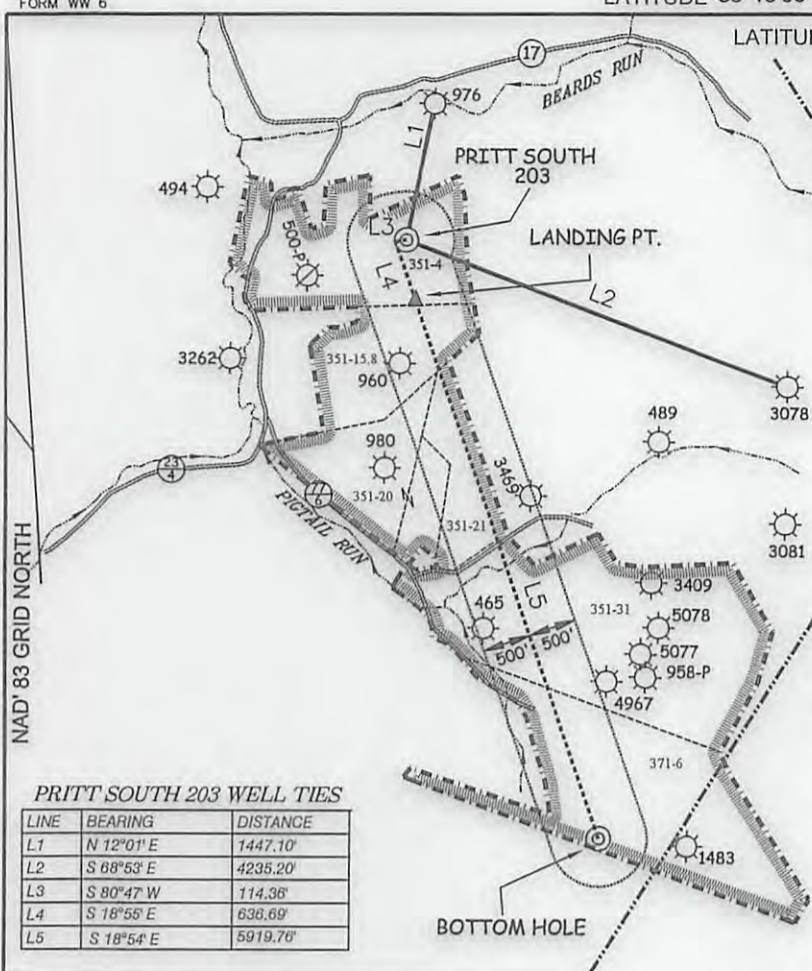 FORM WW 6
17
LATITU
BEARDS RUN
976
L1
PRITT SOUTH
203
494
LANDING PT.
L3
500-P
351-4
L4
L2
3262
351-15.8
960
3078
489
980
23
4
3469
351-20
351-21
PIGTAIL RUN
3081
NAD' 83 GRID NORTH
3409
L5
351-31
465
5078
500'
500'
5077
958-P
4967
371-6
1483
BOTTOM HOLE
PRITT SOUTH 203 WELL TIES
LINE BEARING DISTANCE
L1 N 12°01' E 1447.10'
L2 S 68°53' E 4235.20'
L3 S 80°47' W 114.36'
L4 S 18°55' E 636.69'
L5 S 18°54' E 5919.76'